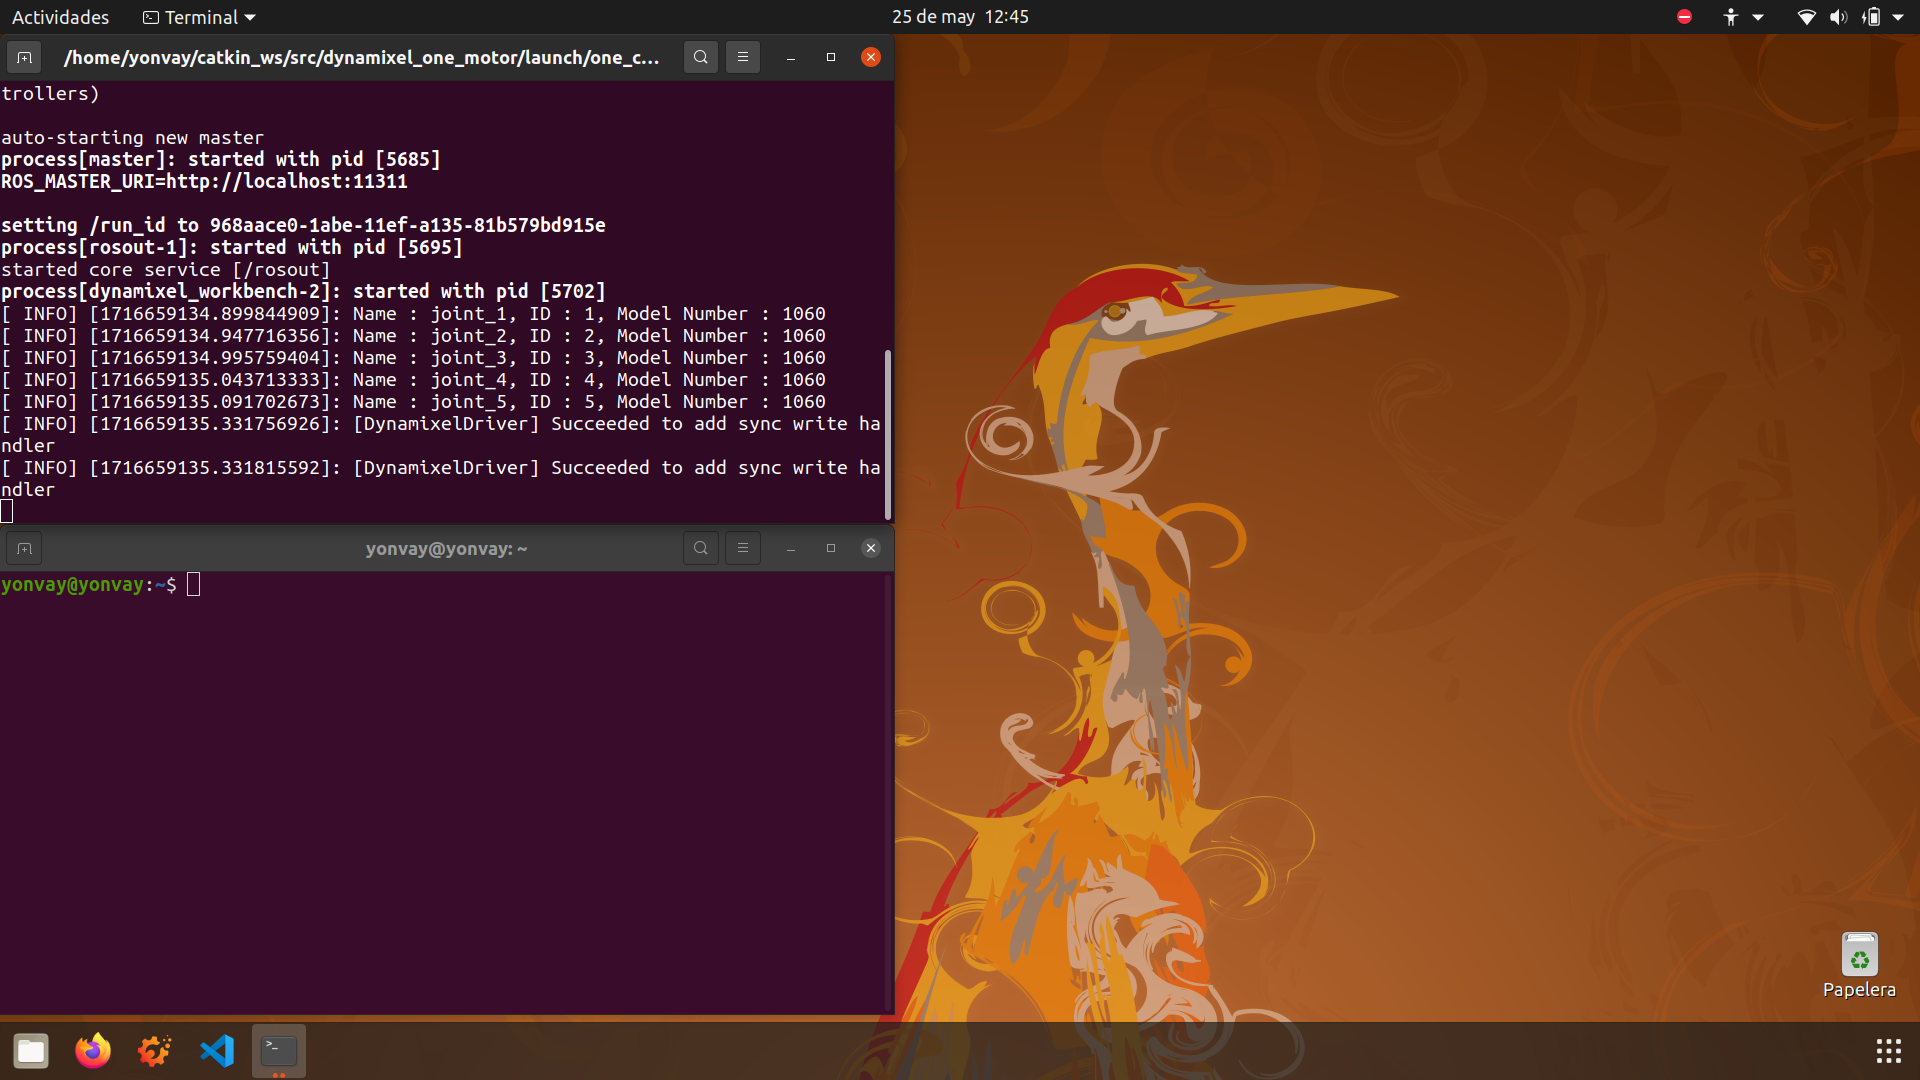 Actividades Terminal 25 de may 12:45
/home/yonvay/catkin_ws/src/dynamixel_one_motor/launch/one_c...
trollers)
auto-starting new master
process[master]: started with pid [5685]
ROS_MASTER_URI=http://localhost:11311
setting /run_id to 968aace0-1abe-11ef-a135-81b579bd915e
process[rosout-1]: started with pid [5695]
started core service [/rosout]
process[dynamixel_workbench-2]: started with pid [5702]
[ INFO] [1716659134.899844909]: Name : joint_1, ID : 1, Model Number : 1060
[ INFO] [1716659134.947716356]: Name : joint_2, ID : 2, Model Number : 1060
[ INFO] [1716659134.995759404]: Name : joint_3, ID : 3, Model Number : 1060
[ INFO] [1716659135.043713333]: Name : joint_4, ID : 4, Model Number : 1060
[ INFO] [1716659135.091702673]: Name : joint_5, ID : 5, Model Number : 1060
[ INFO] [1716659135.331756926]: [DynamixelDriver] Succeeded to add sync write ha
ndler
[ INFO] [1716659135.331815592]: [DynamixelDriver] Succeeded to add sync write ha
ndler
yonvay@yonvay: ~
yonvay@yonvay:~$
Papelera